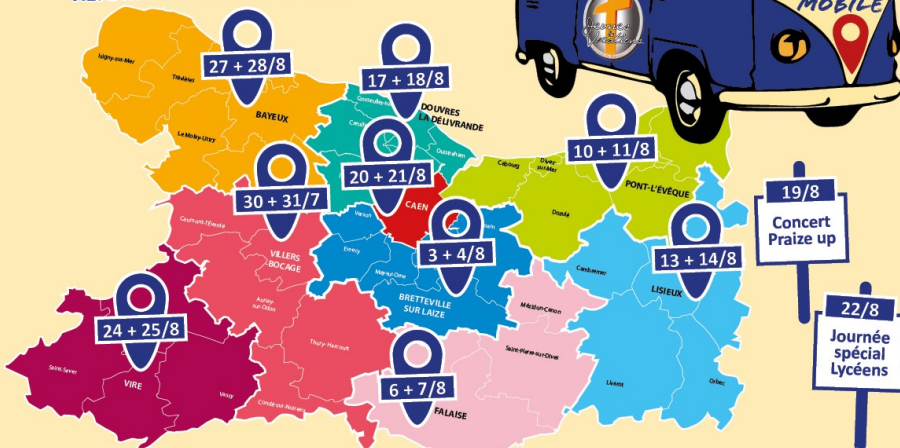 MOBILE
27 + 28/8
17 + 18/8
Isigny-sur-Mer
Trévières
BAYEUX
Le Molay-Littry
DOUVRES
LA DÉLIVRANDE
Ouistreham
20 + 21/8
CAEN
10 + 11/8
Cabourg
Dives-
sur-Mer
PONT-L'ÉVÊQUE
Dozulé
30 + 31/7
Caumont-l'Éventé
VILLERS
BOCAGE
Aunay-
sur-Odon
Thury-Harcourt
Condé-sur-Noireau
3 + 4/8
Evrecy
May-sur-Orne
BRETTEVILLE
SUR LAIZE
13 + 14/8
LISIEUX
Cambremer
Livarot
Orbec
Mézidon-Canon
Saint-Pierre-sur-Dives
6 + 7/8
FALAISE
24 + 25/8
Saint-Sever
VIRE
Vassy
19/8
Concert
Praize up
22/8
Journée
spécial
Lycéens